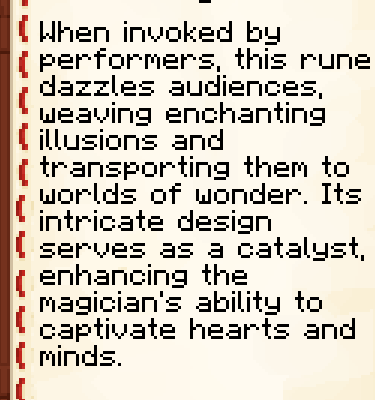 When invoked by
performers, this rune
dazzles audiences,
weaving enchanting
illusions and
transporting them to
worlds of wonder. Its
intricate design
serves as a catalyst,
enhancing the
magician's ability to
captivate hearts and
minds.